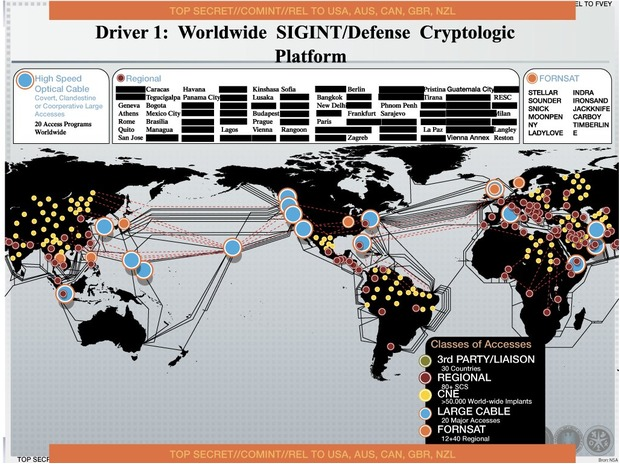 TOP SECRET//COMINT//REL TO USA, AUS, CAN, GBR, NZL
EL TO FVEY
Driver 1: Worldwide SIGINT/Defense Cryptologic
Platform
High Speed
Optical Cable
Covert, Clandestine
or Coorperative Large
Accesses
20 Access Programs
Worldwide
Regional
Caracas Havana Kinshasa Sofia Berlin Pristina Guatemala City
Tegucigalpa Panama City Lusaka Bangkok Tirana RESC
Geneva Bogota New Delhi Phnom Penh
Athens Mexico City Budapest Frankfurt Sarajevo Milan
Rome Brasilia Prague Paris
Quito Managua Lagos Vienna Rangoon La Paz Langley
San Jose Zagreb Vienna Annex Reston
FORNSAT
STELLAR INDRA
SOUNDER IRONSAND
SNICK JACKKNIFE
MOONPEN CARBOY
NY TIMBERLIN
LADYLOVE E
Classes of Accesses
3rd PARTY/LIAISON
30 Countries
REGIONAL
80+ SCS
CNE
>50.000 World-wide Implants
LARGE CABLE
20 Major Accesses
FORNSAT
12+40 Regional
TOP SECRET//COMINT//REL TO USA, AUS, CAN, GBR, NZL
TOP SECR
Bron: NSA